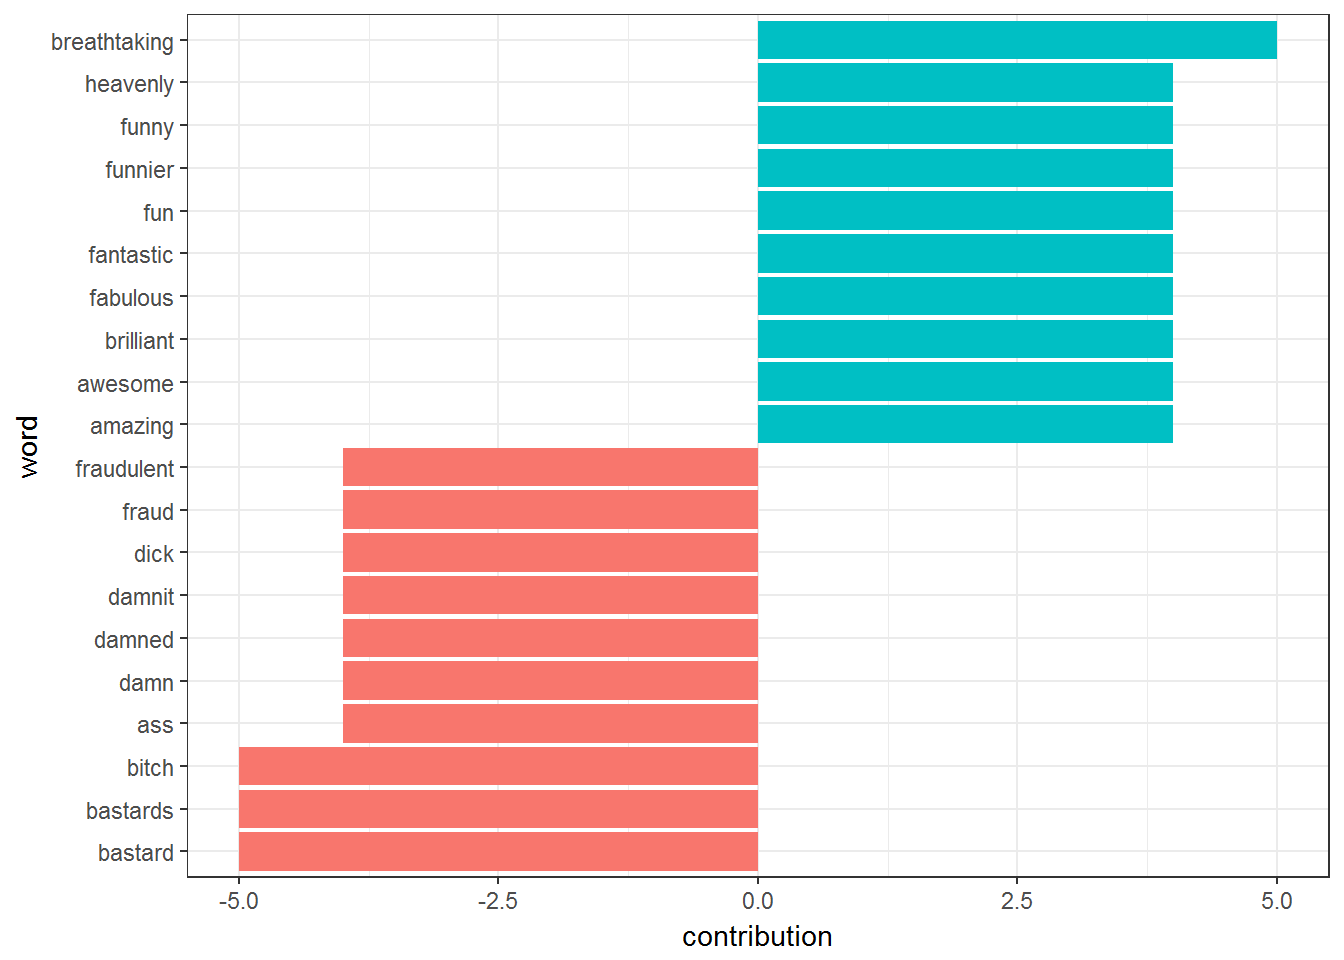 breathtaking
heavenly
funny
funnier
fun
fantastic
fabulous
brilliant
awesome
amazing
fraudulent
fraud
dick
damnit
damned
damn
ass
bitch
bastards
bastard
word
-5.0 -2.5 0.0 2.5 5.0
contribution